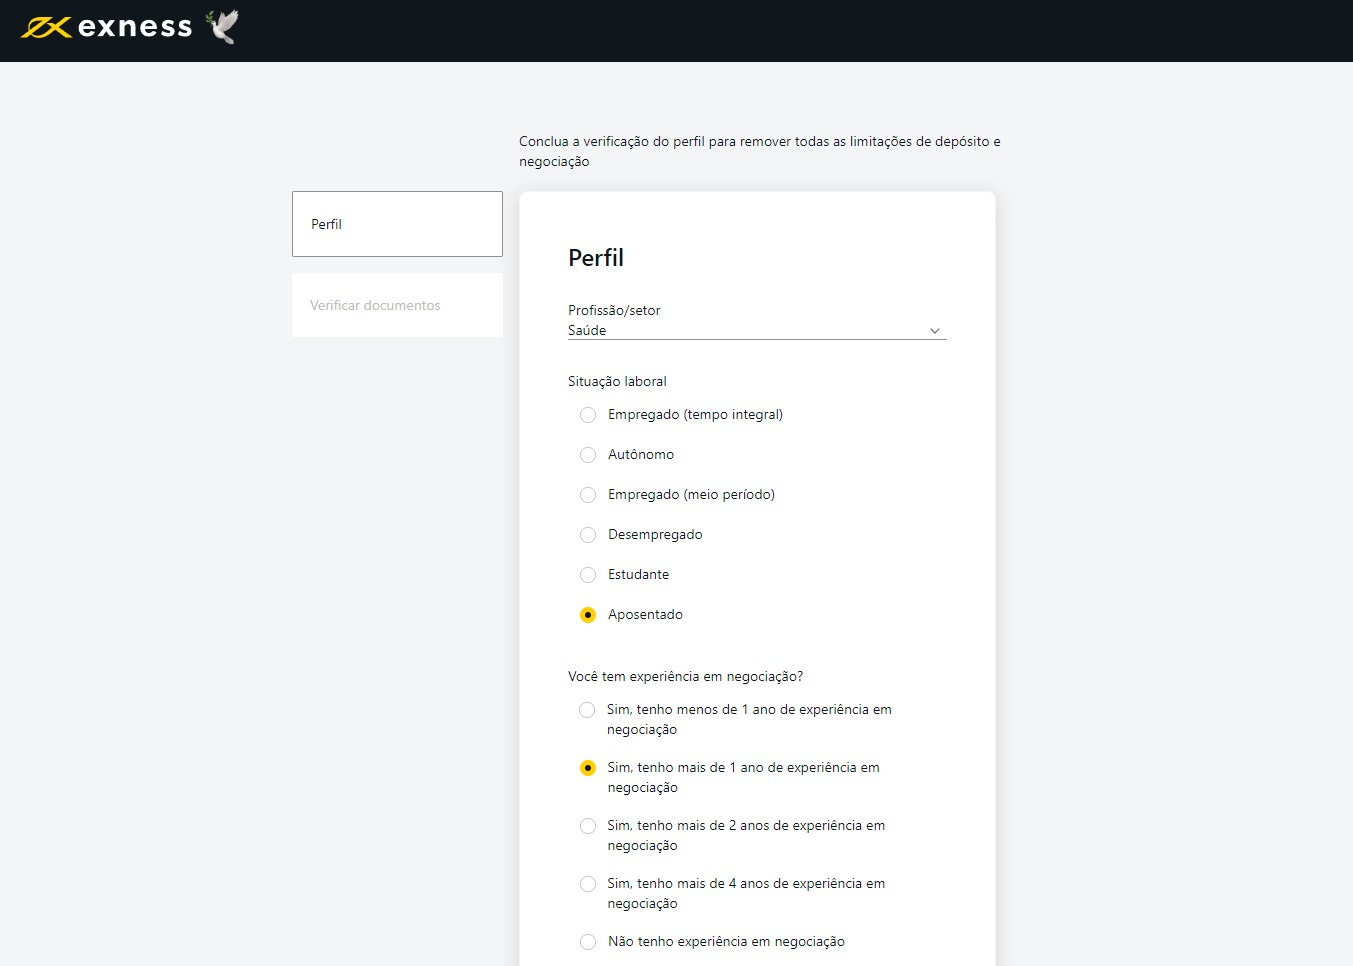 exness
Conclua a verificação do perfil para remover todas as limitações de depósito e
negociação
Perfil
Verificar documentos
Perfil
Profissão/setor
Saúde
Situação laboral
Empregado (tempo integral)
Autônomo
Empregado (meio período)
Desempregado
Estudante
Aposentado
Você tem experiência em negociação?
Sim, tenho menos de 1 ano de experiência em
negociação
Sim, tenho mais de 1 ano de experiência em
negociação
Sim, tenho mais de 2 anos de experiência em
negociação
Sim, tenho mais de 4 anos de experiência em
negociação
Não tenho experiência em negociação